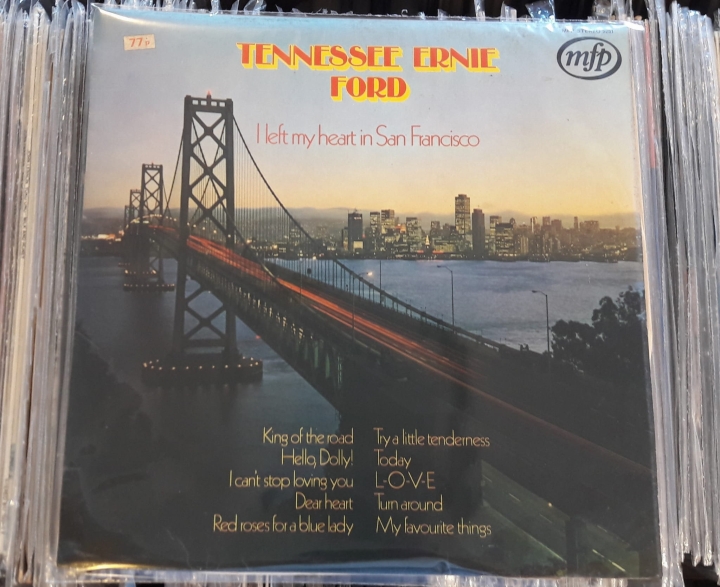 77p
TENNESSEE ERNIE
FORD
mfp
I left my heart in San Francisco
King of the road
Hello, Dolly!
I can't stop loving you
Dear heart
Red roses for a blue lady
Try a little tenderness
Today
L-O-V-E
Turn around
My favourite things